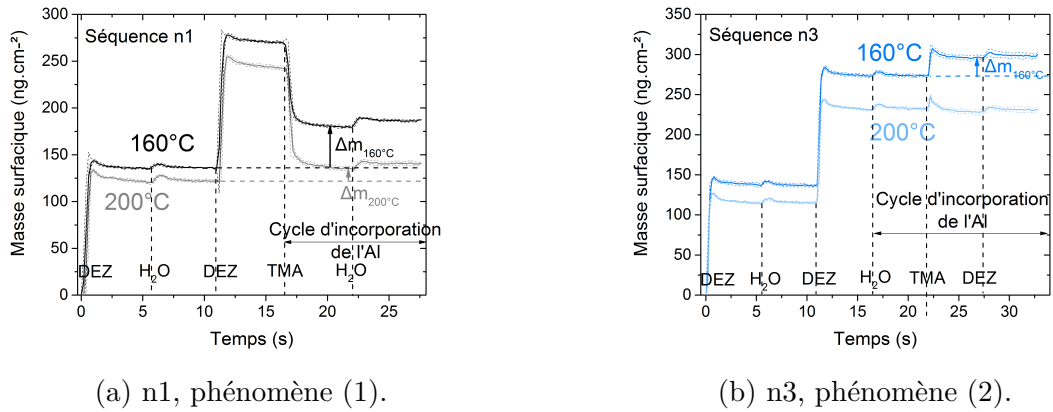 Séquence n1
Masse surfacique (ng.cm-²)
300
250
200
150
100
50
0
160°C
200°C
Δm160°C
Δm200°C
Cycle d'incorporation
de l'Al
DEZ H2O DEZ TMA H2O
0 5 10 15 20 25
Temps (s)
(a) n1, phénomène (1).
Séquence n3
Masse surfacique (ng.cm-²)
350
300
250
200
150
100
50
0
160°C
Δm160°C
200°C
Cycle d'incorporation
de l'Al
DEZ H2O DEZ H2O TMA DEZ
0 5 10 15 20 25 30
Temps (s)
(b) n3, phénomène (2).